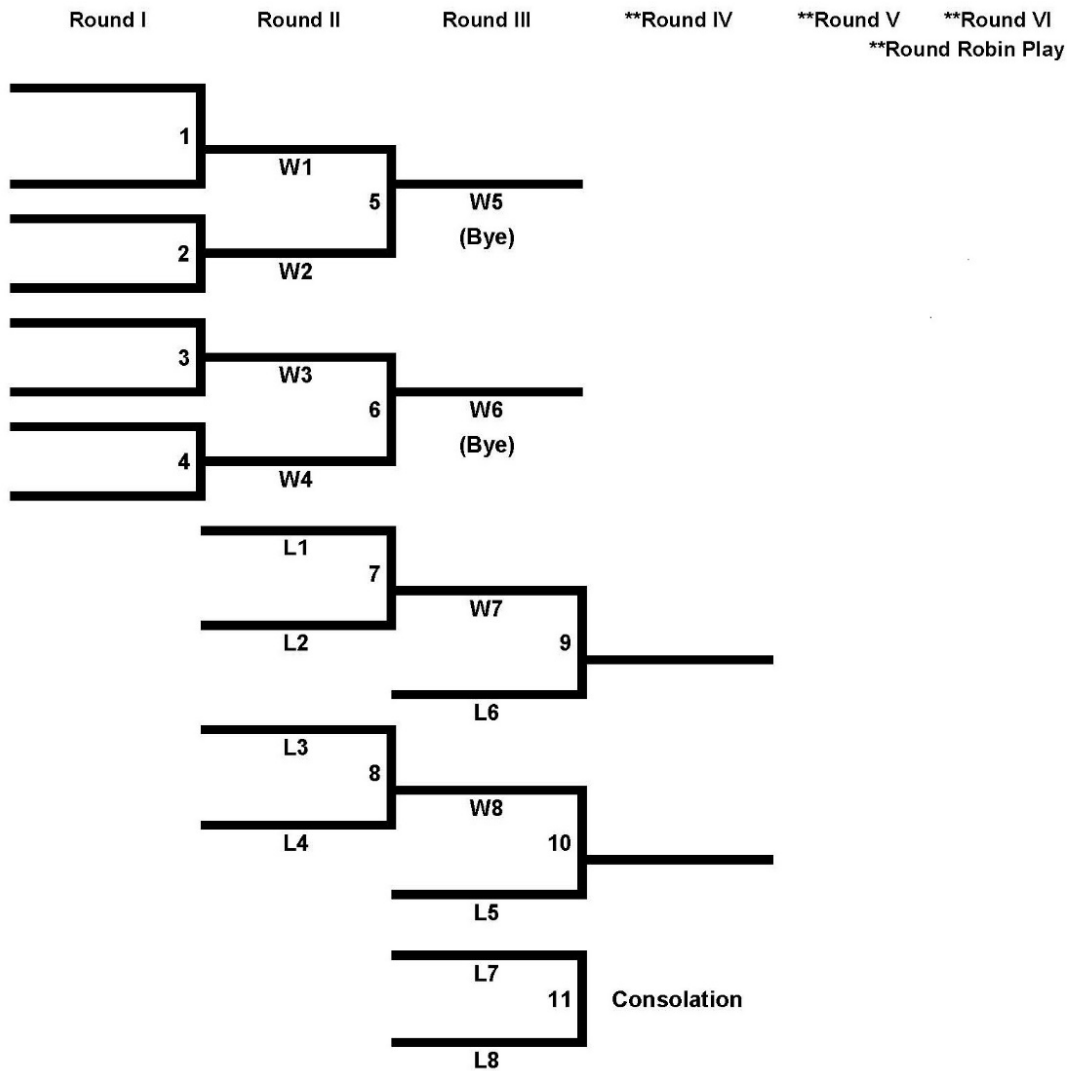 Round I Round II Round III **Round IV **Round V **Round VI
**Round Robin Play
1
W1
5
W5
(Bye)
2
W2
3
W3
6
W6
(Bye)
4
W4
L1
7
W7
L2
9
L6
L3
8
W8
L4
10
L5
L7
11 Consolation
L8